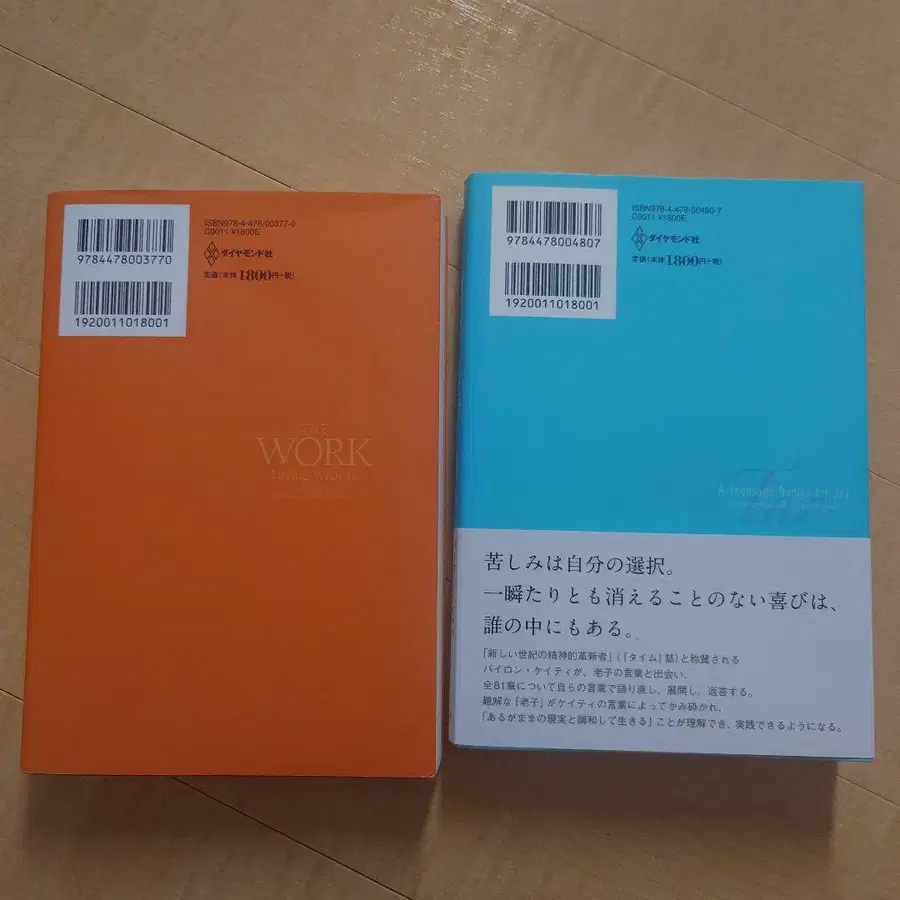 ISBN978-4-478-00377-0
C0011 ¥1800E
ダイヤモンド社
定価(本体1800円+税)
9784478003770
1920011018001
THE
WORK
Loving What Is
ISBN978-4-478-00480-7
C0011 ¥1800E
ダイヤモンド社
定価(本体1800円+税)
9784478004807
1920011018001
A Thousand Names for Joy
苦しみは自分の選択。
一瞬たりとも消えることのない喜びは、
誰の中にもある。
「新しい世紀の精神的革新者」(『タイム』誌)と称賛される
バイロン・ケイティが、老子の言葉と出会い、
全81章について自らの言葉で語り直し、展開し、返答する。
難解な『老子』がケイティの言葉によってかみ砕かれ、
「あるがままの現実と調和して生きる」ことが理解でき、実践できるようになる。